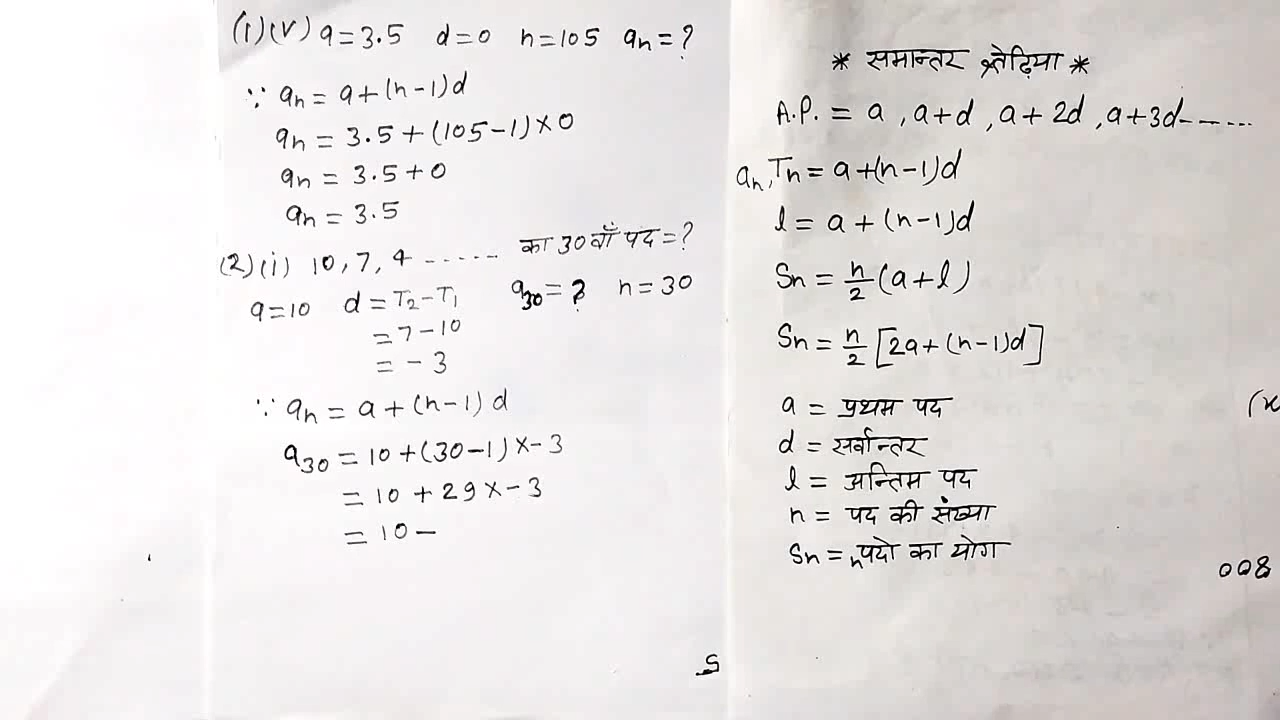 (1)(v) a=3.5 d=0 n=105 an=?
∵ an = a+(n-1)d
an = 3.5+(105-1)×0
an = 3.5+0
an = 3.5
(2)(i) 10,7,4 ------ का 30 वाँ पद=?
a=10 d=T2-T1 a30=? n=30
=7-10
= -3
∵ an = a+(n-1)d
a30 = 10+(30-1)×-3
= 10+29×-3
= 10-
5
* समान्तर श्रेढ़िया *
A.P. = a, a+d, a+2d, a+3d-----
an, Tn = a+(n-1)d
l = a+(n-1)d
Sn = n/2(a+l)
Sn = n/2[2a+(n-1)d]
a = प्रथम पद
d = सर्वान्तर
l = अन्तिम पद
n = पद की संख्या
Sn = n पदो का योग
008